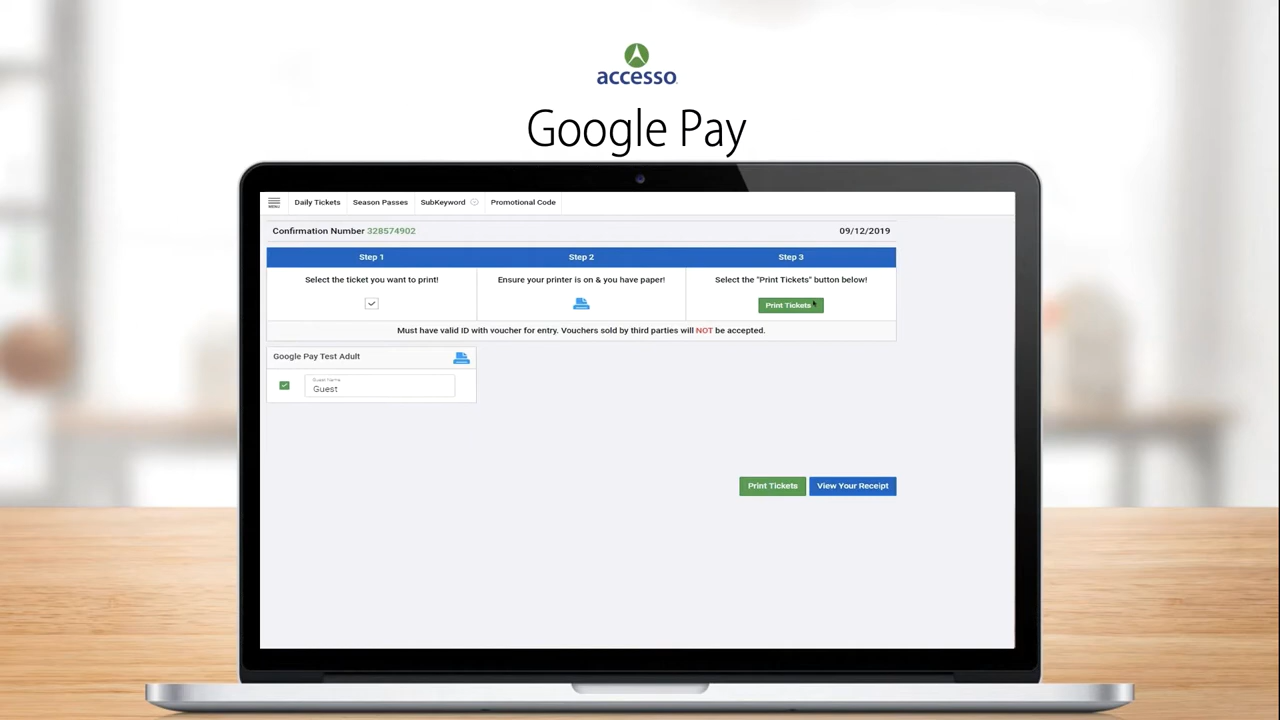 accesso
Google Pay
MENU
Daily Tickets Season Passes SubKeyword Promotional Code
Confirmation Number 328574902 09/12/2019
Step 1 Step 2 Step 3
Select the ticket you want to print! Ensure your printer is on & you have paper! Select the "Print Tickets" button below!
Print Tickets
Must have valid ID with voucher for entry. Vouchers sold by third parties will NOT be accepted.
Google Pay Test Adult
Guest Name
Guest
Print Tickets View Your Receipt